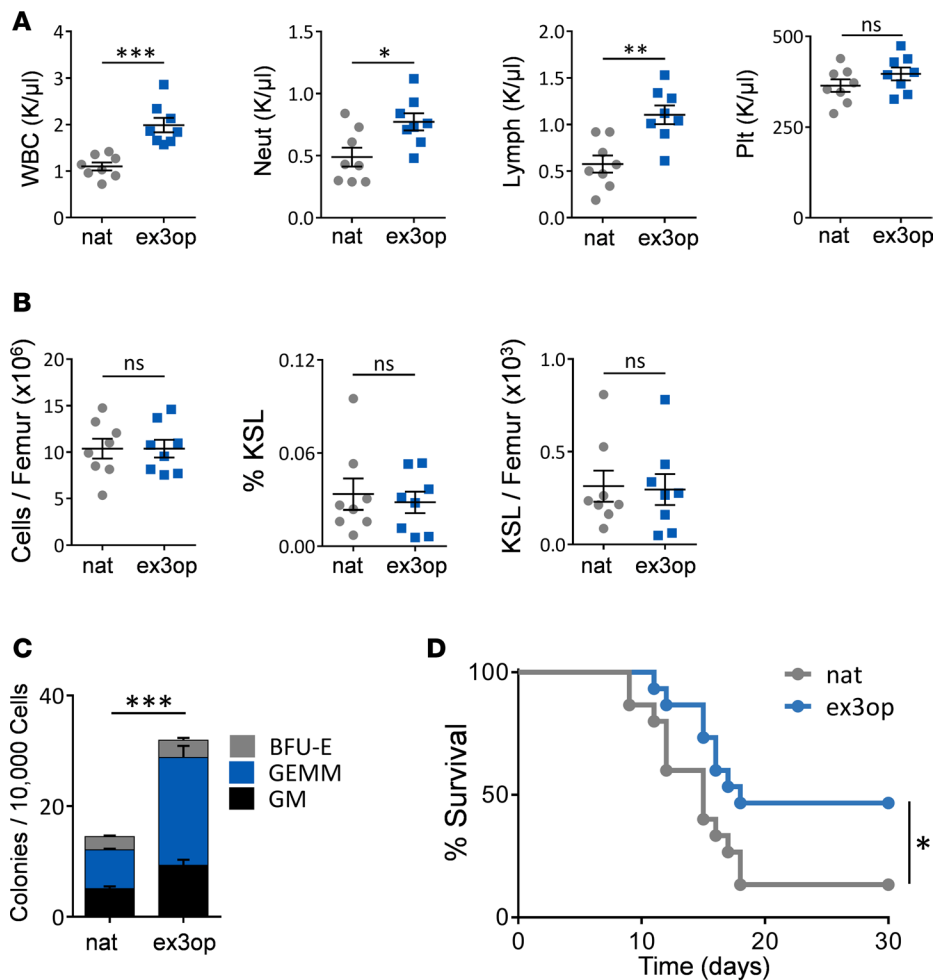 A
WBC (K/µl)
4
3
2
1
0
***
nat
ex3op
Neut (K/µl)
1.5
1.0
0.5
0.0
*
nat
ex3op
Lymph (K/µl)
2.0
1.5
1.0
0.5
0.0
**
nat
ex3op
Plt (K/µl)
500
250
0
ns
nat
ex3op
B
Cells / Femur (x10⁶)
20
15
10
5
0
ns
nat
ex3op
% KSL
0.12
0.06
0.00
ns
nat
ex3op
KSL / Femur (x10³)
1.0
0.5
0.0
ns
nat
ex3op
C
Colonies / 10,000 Cells
40
20
0
***
nat
ex3op
BFU-E
GEMM
GM
D
% Survival
100
50
0
nat
ex3op
*
0
10
20
30
Time (days)